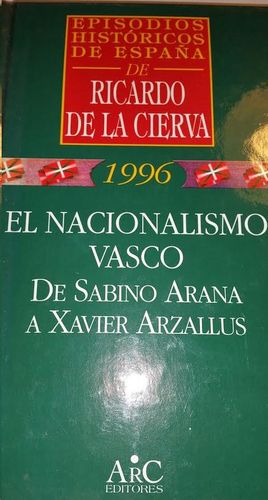 EPISODIOS
HISTÓRICOS
DE ESPAÑA
DE
RICARDO
DE LA CIERVA
1996
EL NACIONALISMO
VASCO
DE SABINO ARANA
A XAVIER ARZALLUS
ARC
EDITORES